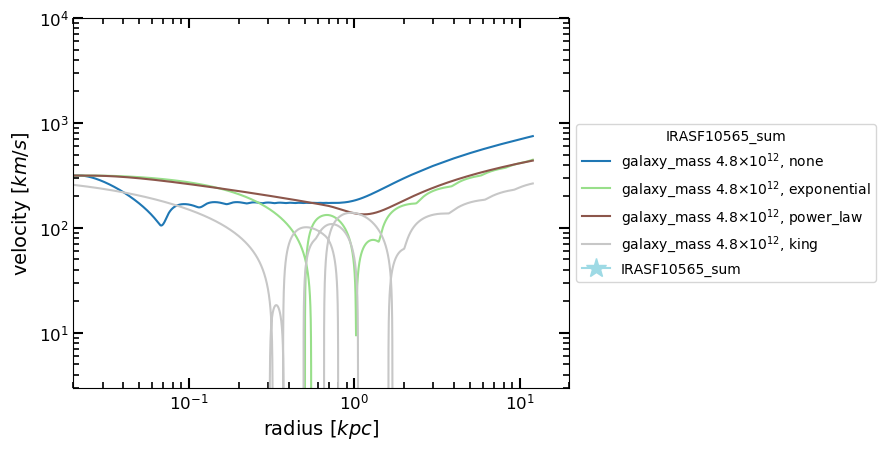 10^4
10^3
10^2
10^1
velocity [km/s]
10^-1
10^0
10^1
radius [kpc]
IRASF10565_sum
galaxy_mass 4.8×10^12, none
galaxy_mass 4.8×10^12, exponential
galaxy_mass 4.8×10^12, power_law
galaxy_mass 4.8×10^12, king
IRASF10565_sum